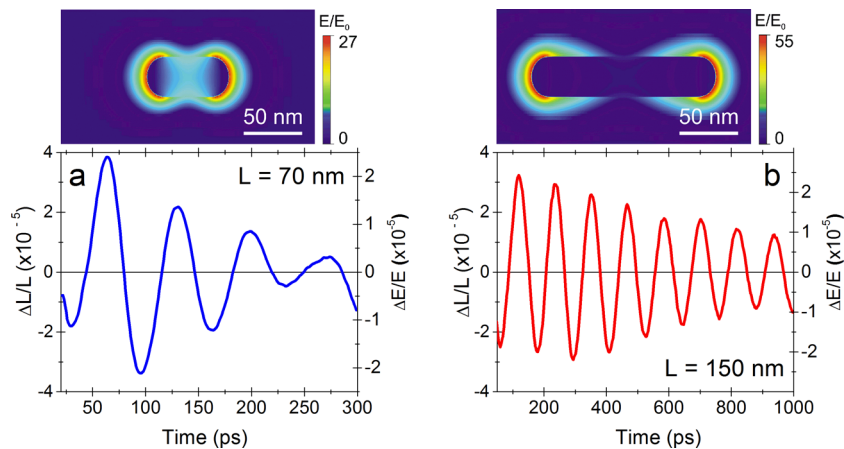 E/E0
27
0
50 nm
E/E0
55
0
50 nm
a
L = 70 nm
4
2
0
-2
-4
ΔL/L (x10 - 5)
2
1
0
-1
-2
ΔE/E (x10-5)
50 100 150 200 250 300
Time (ps)
b
L = 150 nm
4
2
0
-2
-4
ΔL/L (x10 - 5)
2
1
0
-1
-2
ΔE/E (x10-5)
200 400 600 800 1000
Time (ps)